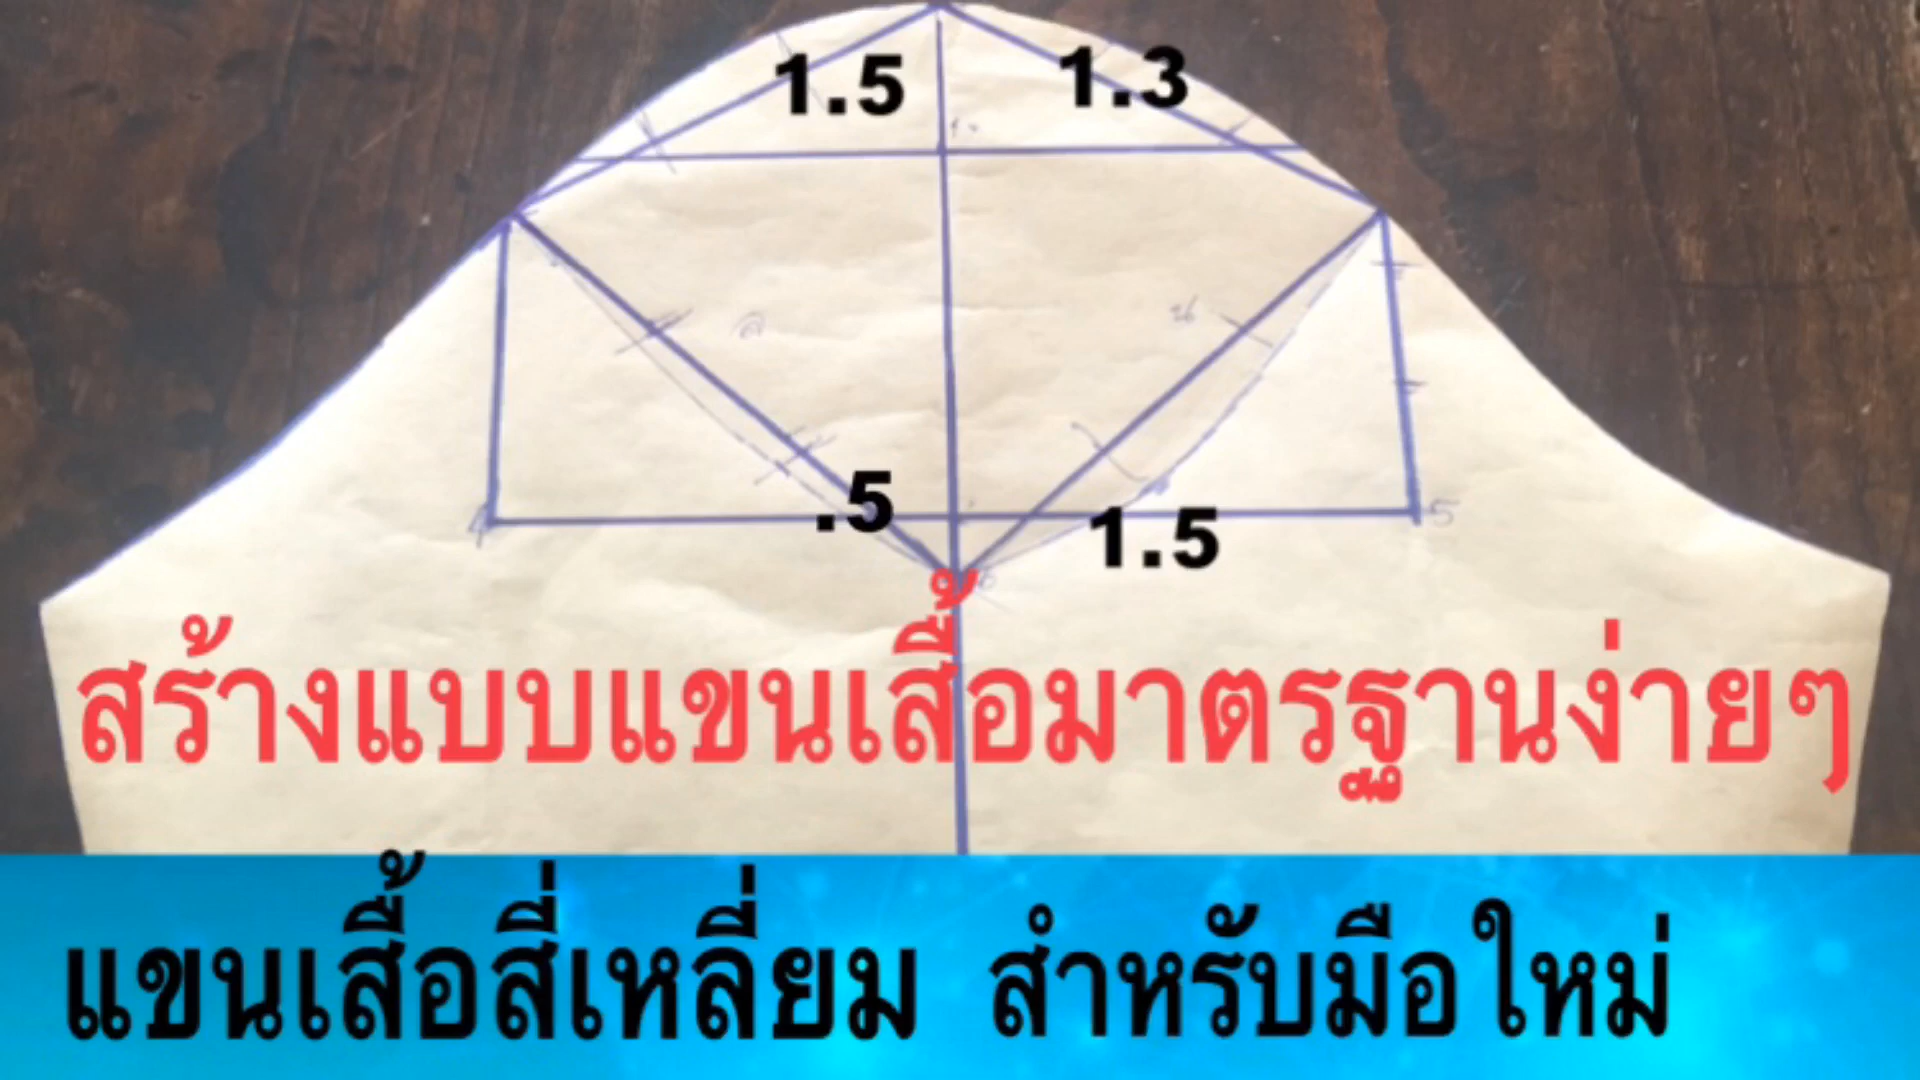 1.5 1.3
.5 1.5
5
สร้างแบบแขนเสื้อมาตรฐานง่ายๆ
แขนเสื้อสี่เหลี่ยม สำหรับมือใหม่